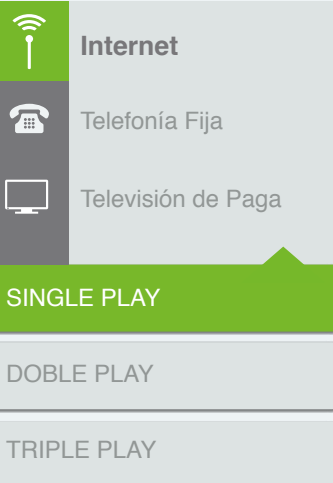 Internet
Telefonía Fija
Televisión de Paga
SINGLE PLAY
DOBLE PLAY
TRIPLE PLAY